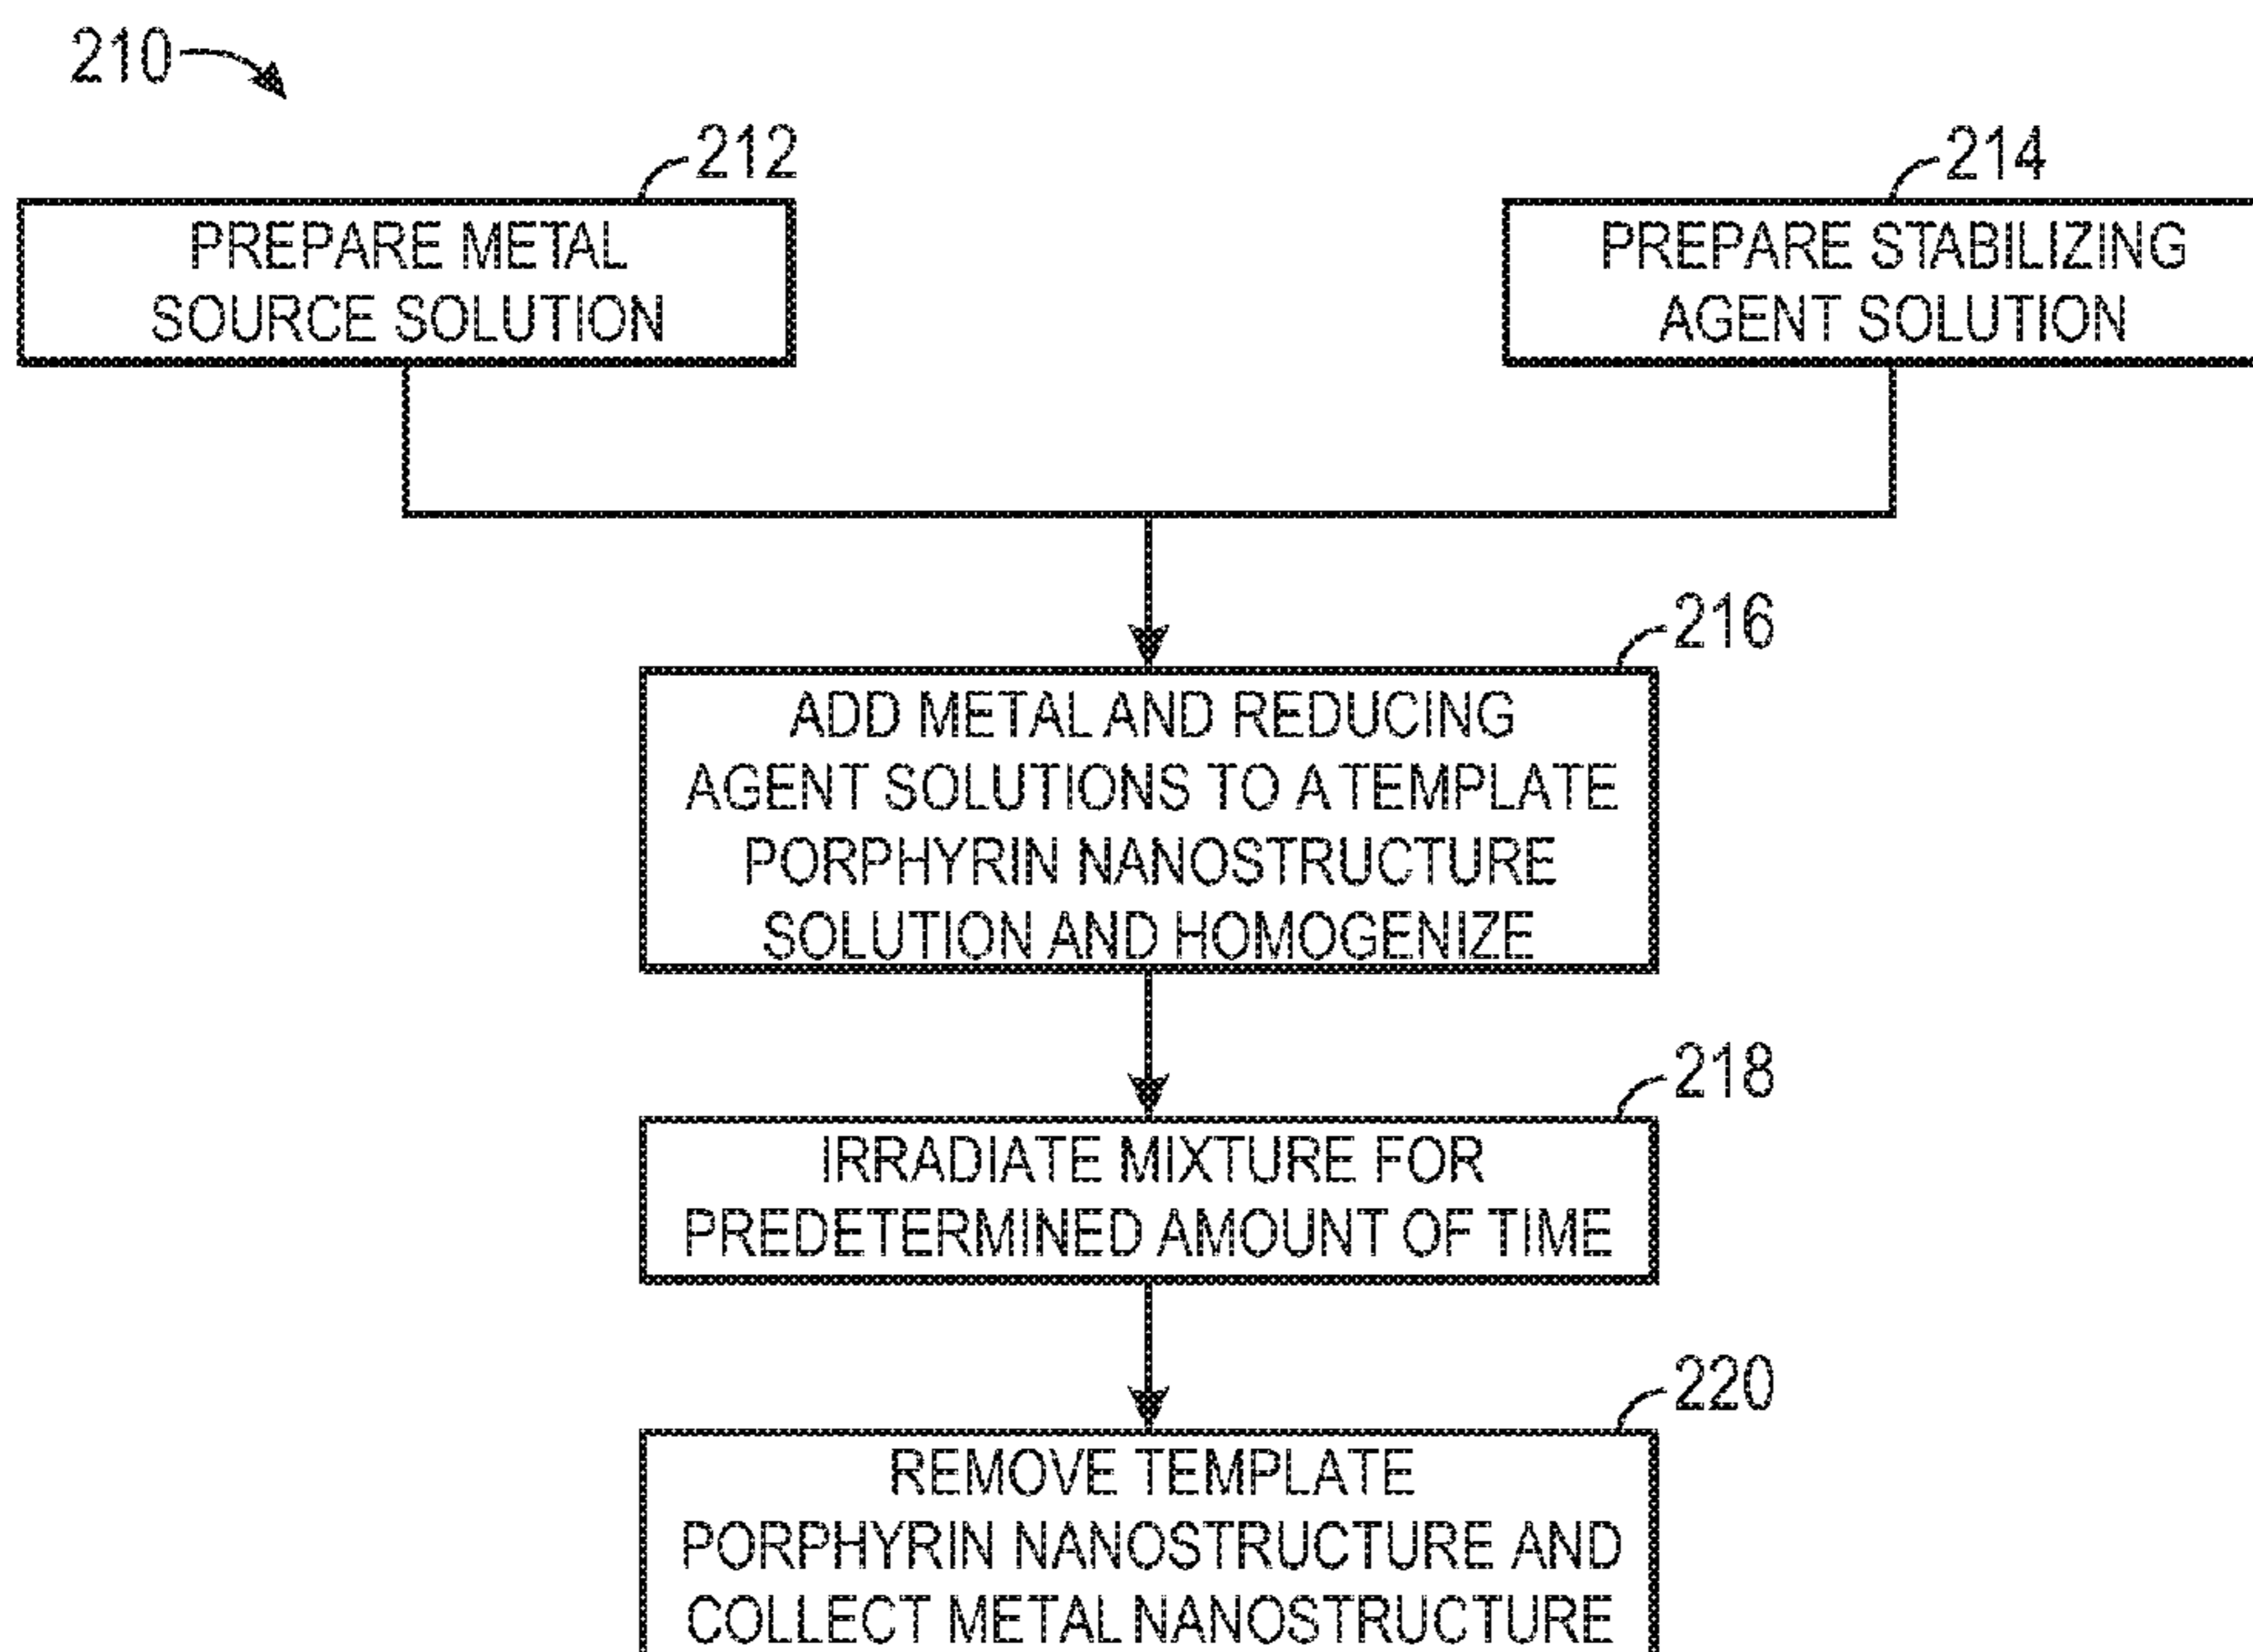 210
212
214
PREPARE METAL
SOURCE SOLUTION
PREPARE STABILIZING
AGENT SOLUTION
216
ADD METAL AND REDUCING
AGENT SOLUTIONS TO A TEMPLATE
PORPHYRIN NANOSTRUCTURE
SOLUTION AND HOMOGENIZE
218
IRRADIATE MIXTURE FOR
PREDETERMINED AMOUNT OF TIME
220
REMOVE TEMPLATE
PORPHYRIN NANOSTRUCTURE AND
COLLECT METAL NANOSTRUCTURE